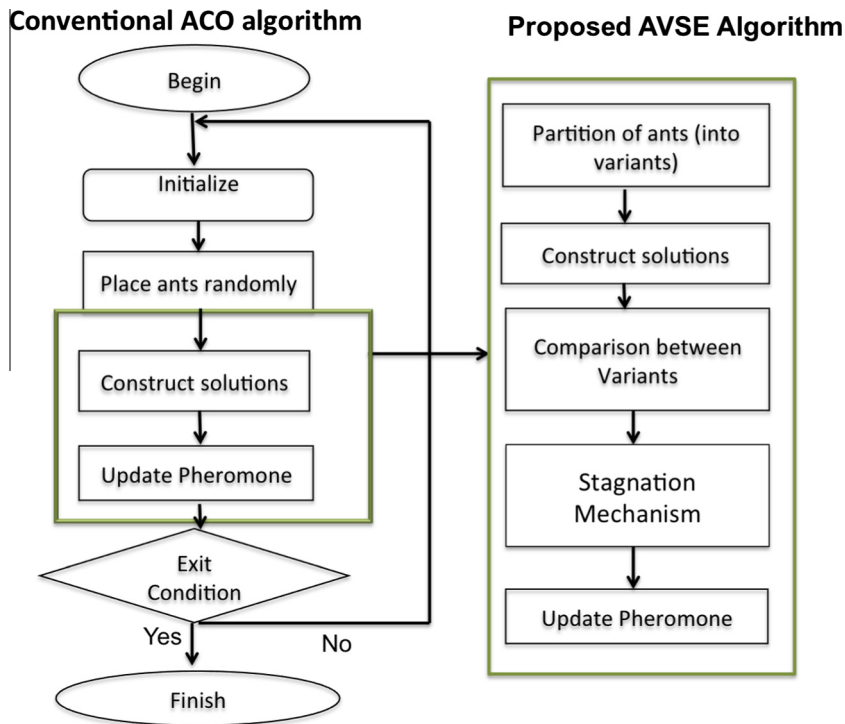 Conventional ACO algorithm
Begin
Initialize
Place ants randomly
Construct solutions
Update Pheromone
Exit
Condition
Yes
No
Finish
Proposed AVSE Algorithm
Partition of ants (into
variants)
Construct solutions
Comparison between
Variants
Stagnation
Mechanism
Update Pheromone